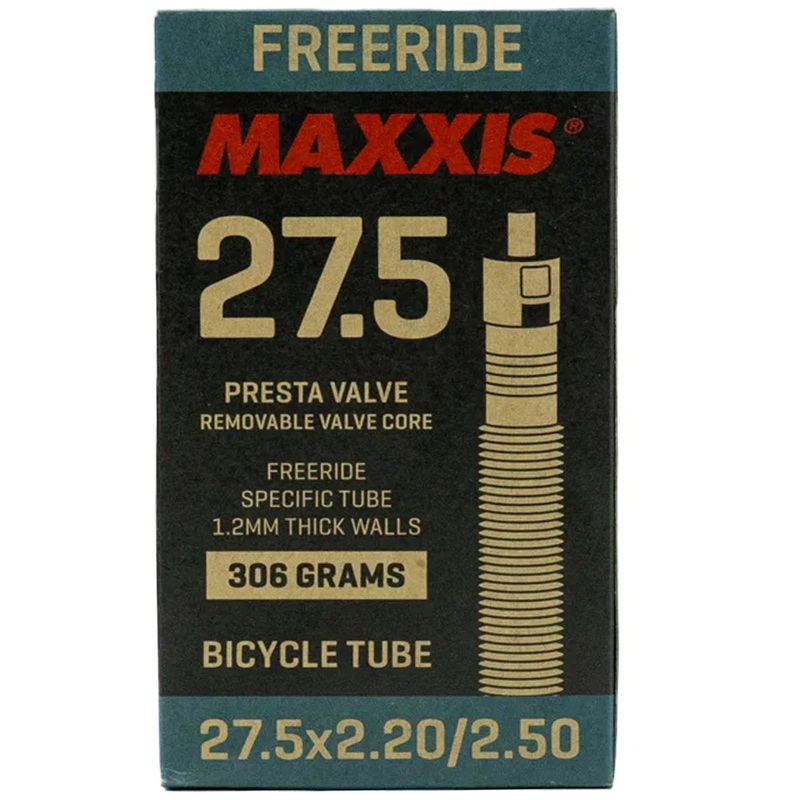 FREERIDE
MAXXIS®
27.5
PRESTA VALVE
REMOVABLE VALVE CORE
FREERIDE
SPECIFIC TUBE
1.2MM THICK WALLS
306 GRAMS
BICYCLE TUBE
27.5x2.20/2.50